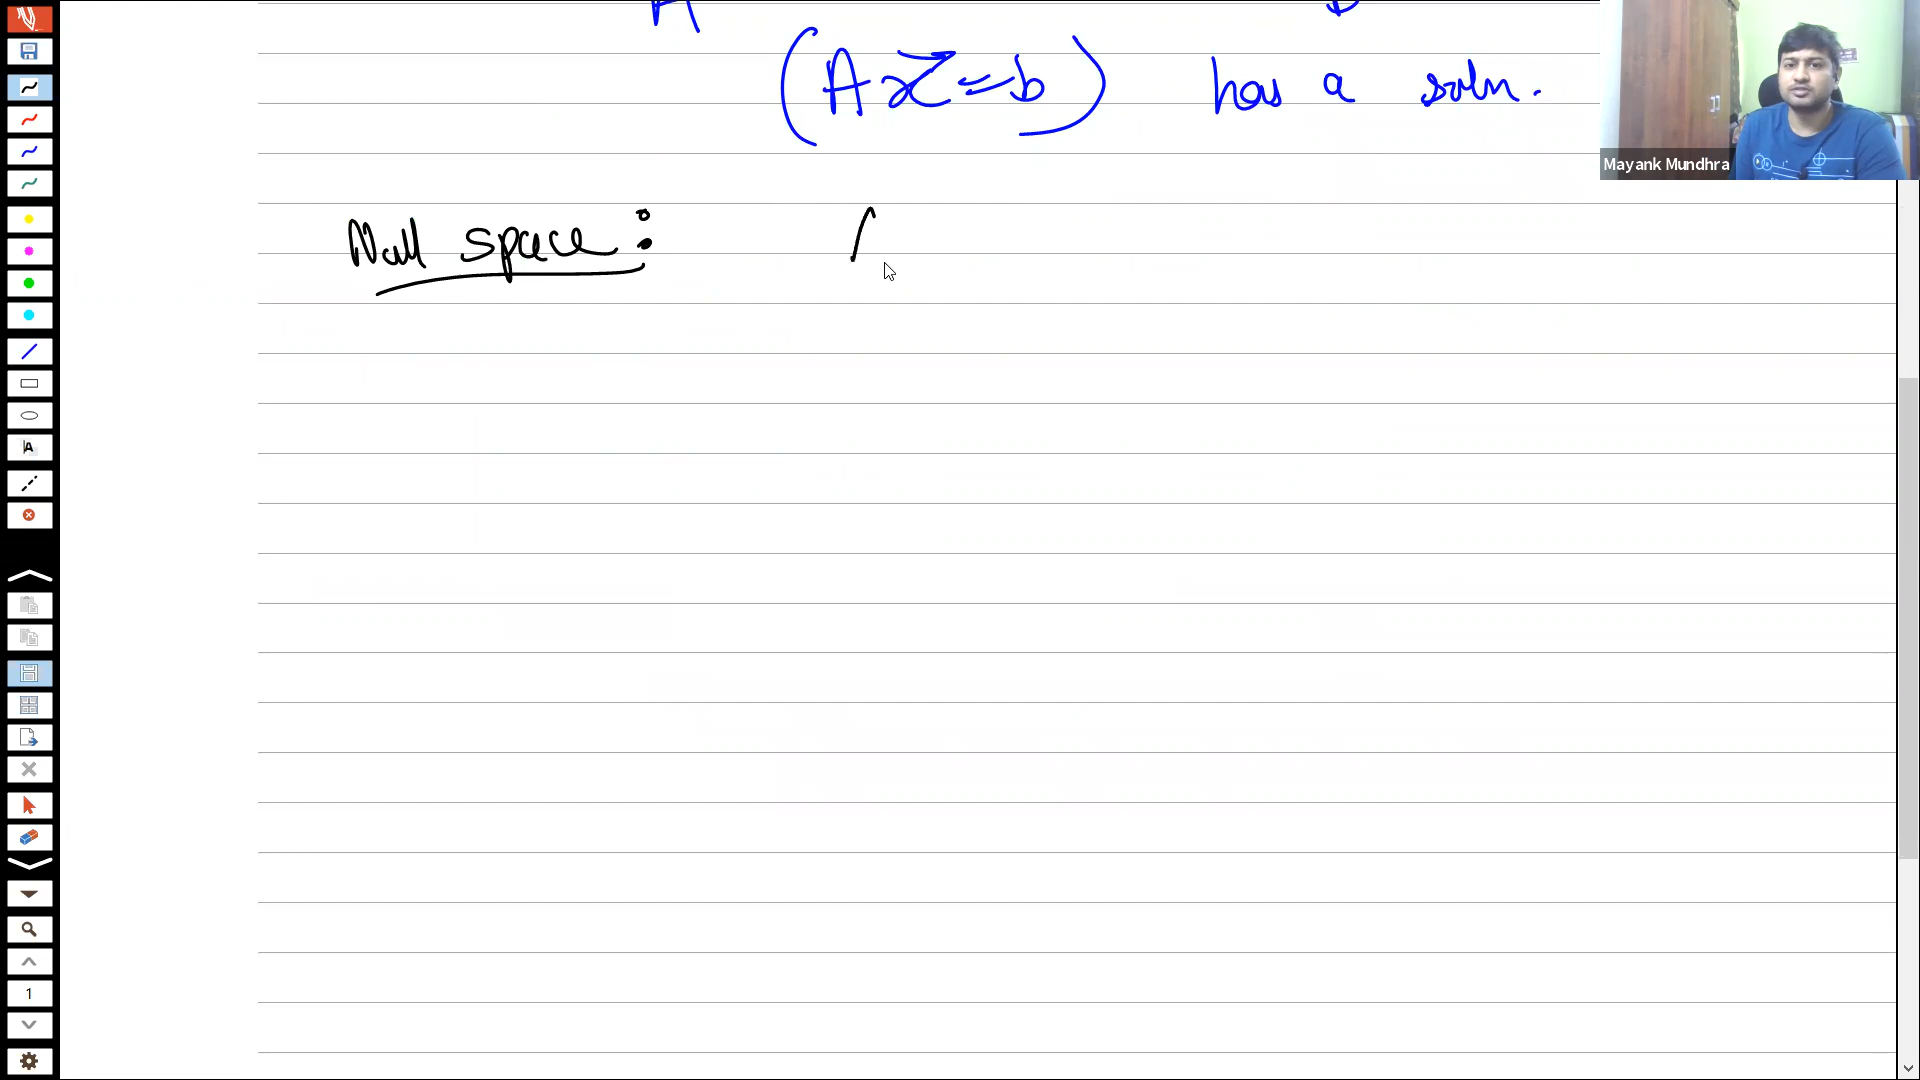 (Ax⃗ = b) has a soln.
Mayank Mundhra
Null space :
A
1